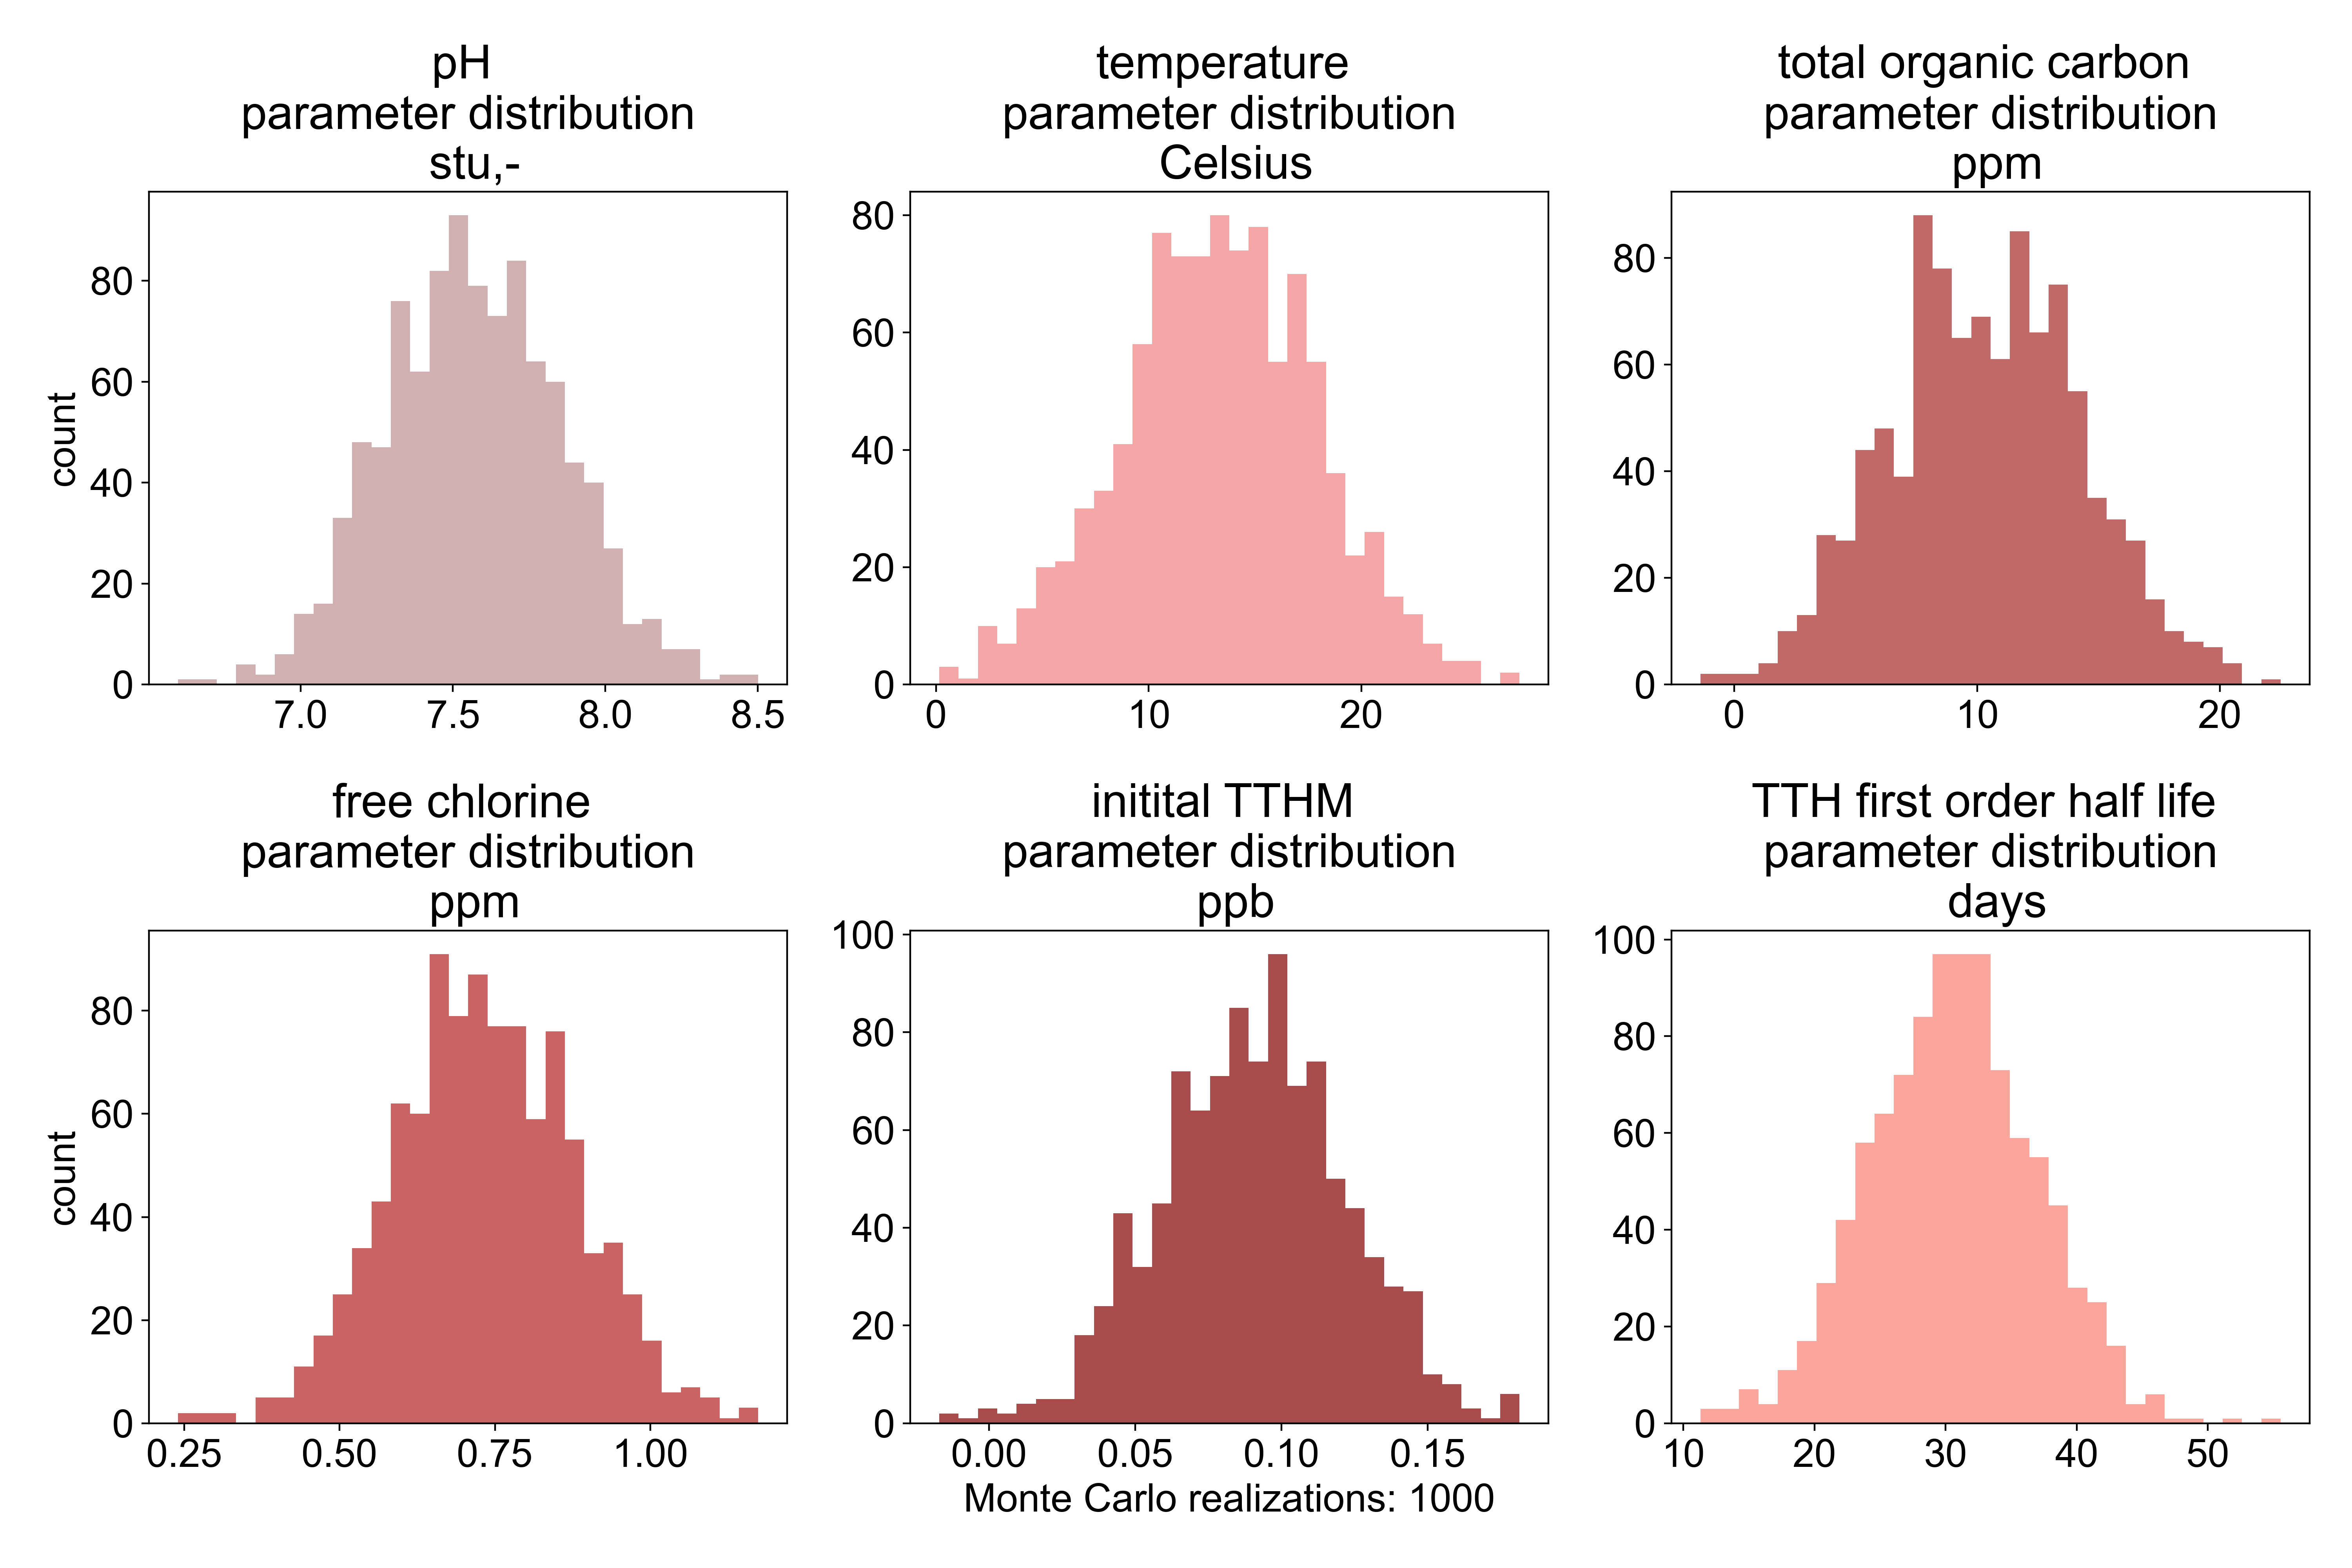 pH
parameter distribution
stu,-
temperature
parameter distribution
Celsius
total organic carbon
parameter distribution
ppm
count
80
60
40
20
0
7.0 7.5 8.0 8.5
80
60
40
20
0
0 10 20
80
60
40
20
0
0 10 20
free chlorine
parameter distribution
ppm
initital TTHM
parameter distribution
ppb
TTH first order half life
parameter distribution
days
count
80
60
40
20
0
0.25 0.50 0.75 1.00
100
80
60
40
20
0
0.00 0.05 0.10 0.15
Monte Carlo realizations: 1000
100
80
60
40
20
0
10 20 30 40 50